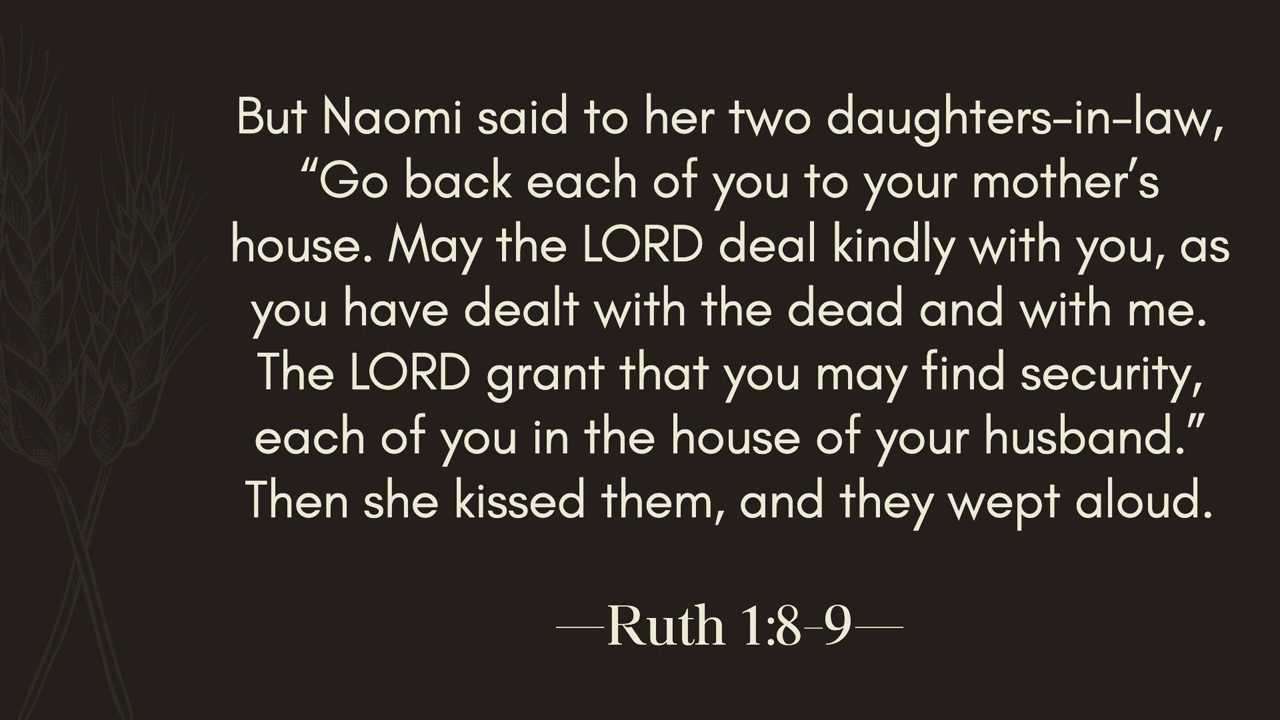 But Naomi said to her two daughters-in-law,
“Go back each of you to your mother’s
house. May the LORD deal kindly with you, as
you have dealt with the dead and with me.
The LORD grant that you may find security,
each of you in the house of your husband.”
Then she kissed them, and they wept aloud.
—Ruth 1:8-9—